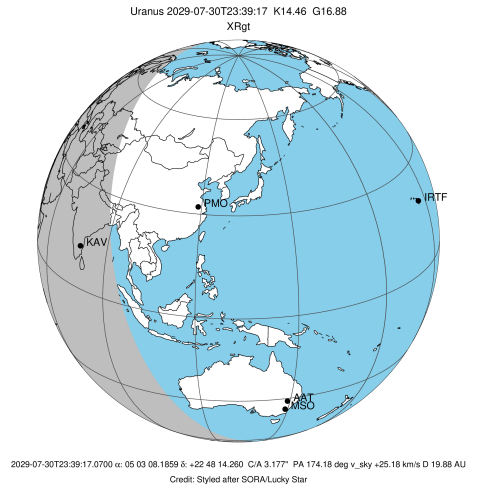 Uranus 2029-07-30T23:39:17 K14.46 G16.88
XRgt
IRTF
PMO
KAV
AAT
MSO
2029-07-30T23:39:17.0700 α: 05 03 08.1859 δ: +22 48 14.260 C/A 3.177" PA 174.18 deg v_sky +25.18 km/s D 19.88 AU
Credit: Styled after SORA/Lucky Star